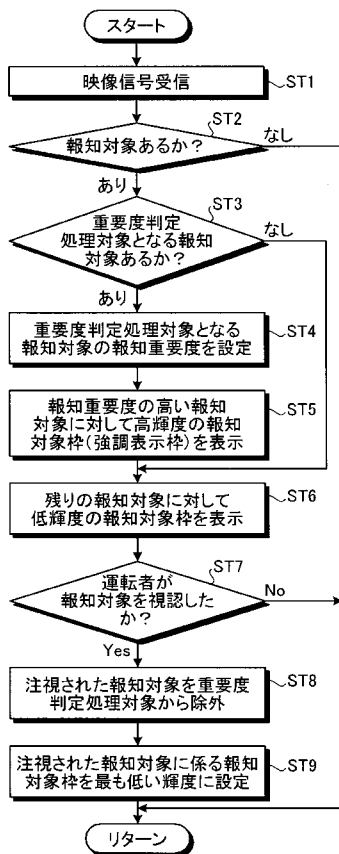 スタート
映像信号受信
ST1
報知対象あるか？
ST2
なし
あり
重要度判定
処理対象となる報知
対象あるか？
ST3
なし
あり
重要度判定処理対象となる
報知対象の報知重要度を設定
ST4
報知重要度の高い報知
対象に対して高輝度の報知
対象枠(強調表示枠)を表示
ST5
残りの報知対象に対して
低輝度の報知対象枠を表示
ST6
運転者が
報知対象を視認した
か？
ST7
No
Yes
注視された報知対象を重要度
判定処理対象から除外
ST8
注視された報知対象に係る報知
対象枠を最も低い輝度に設定
ST9
リターン